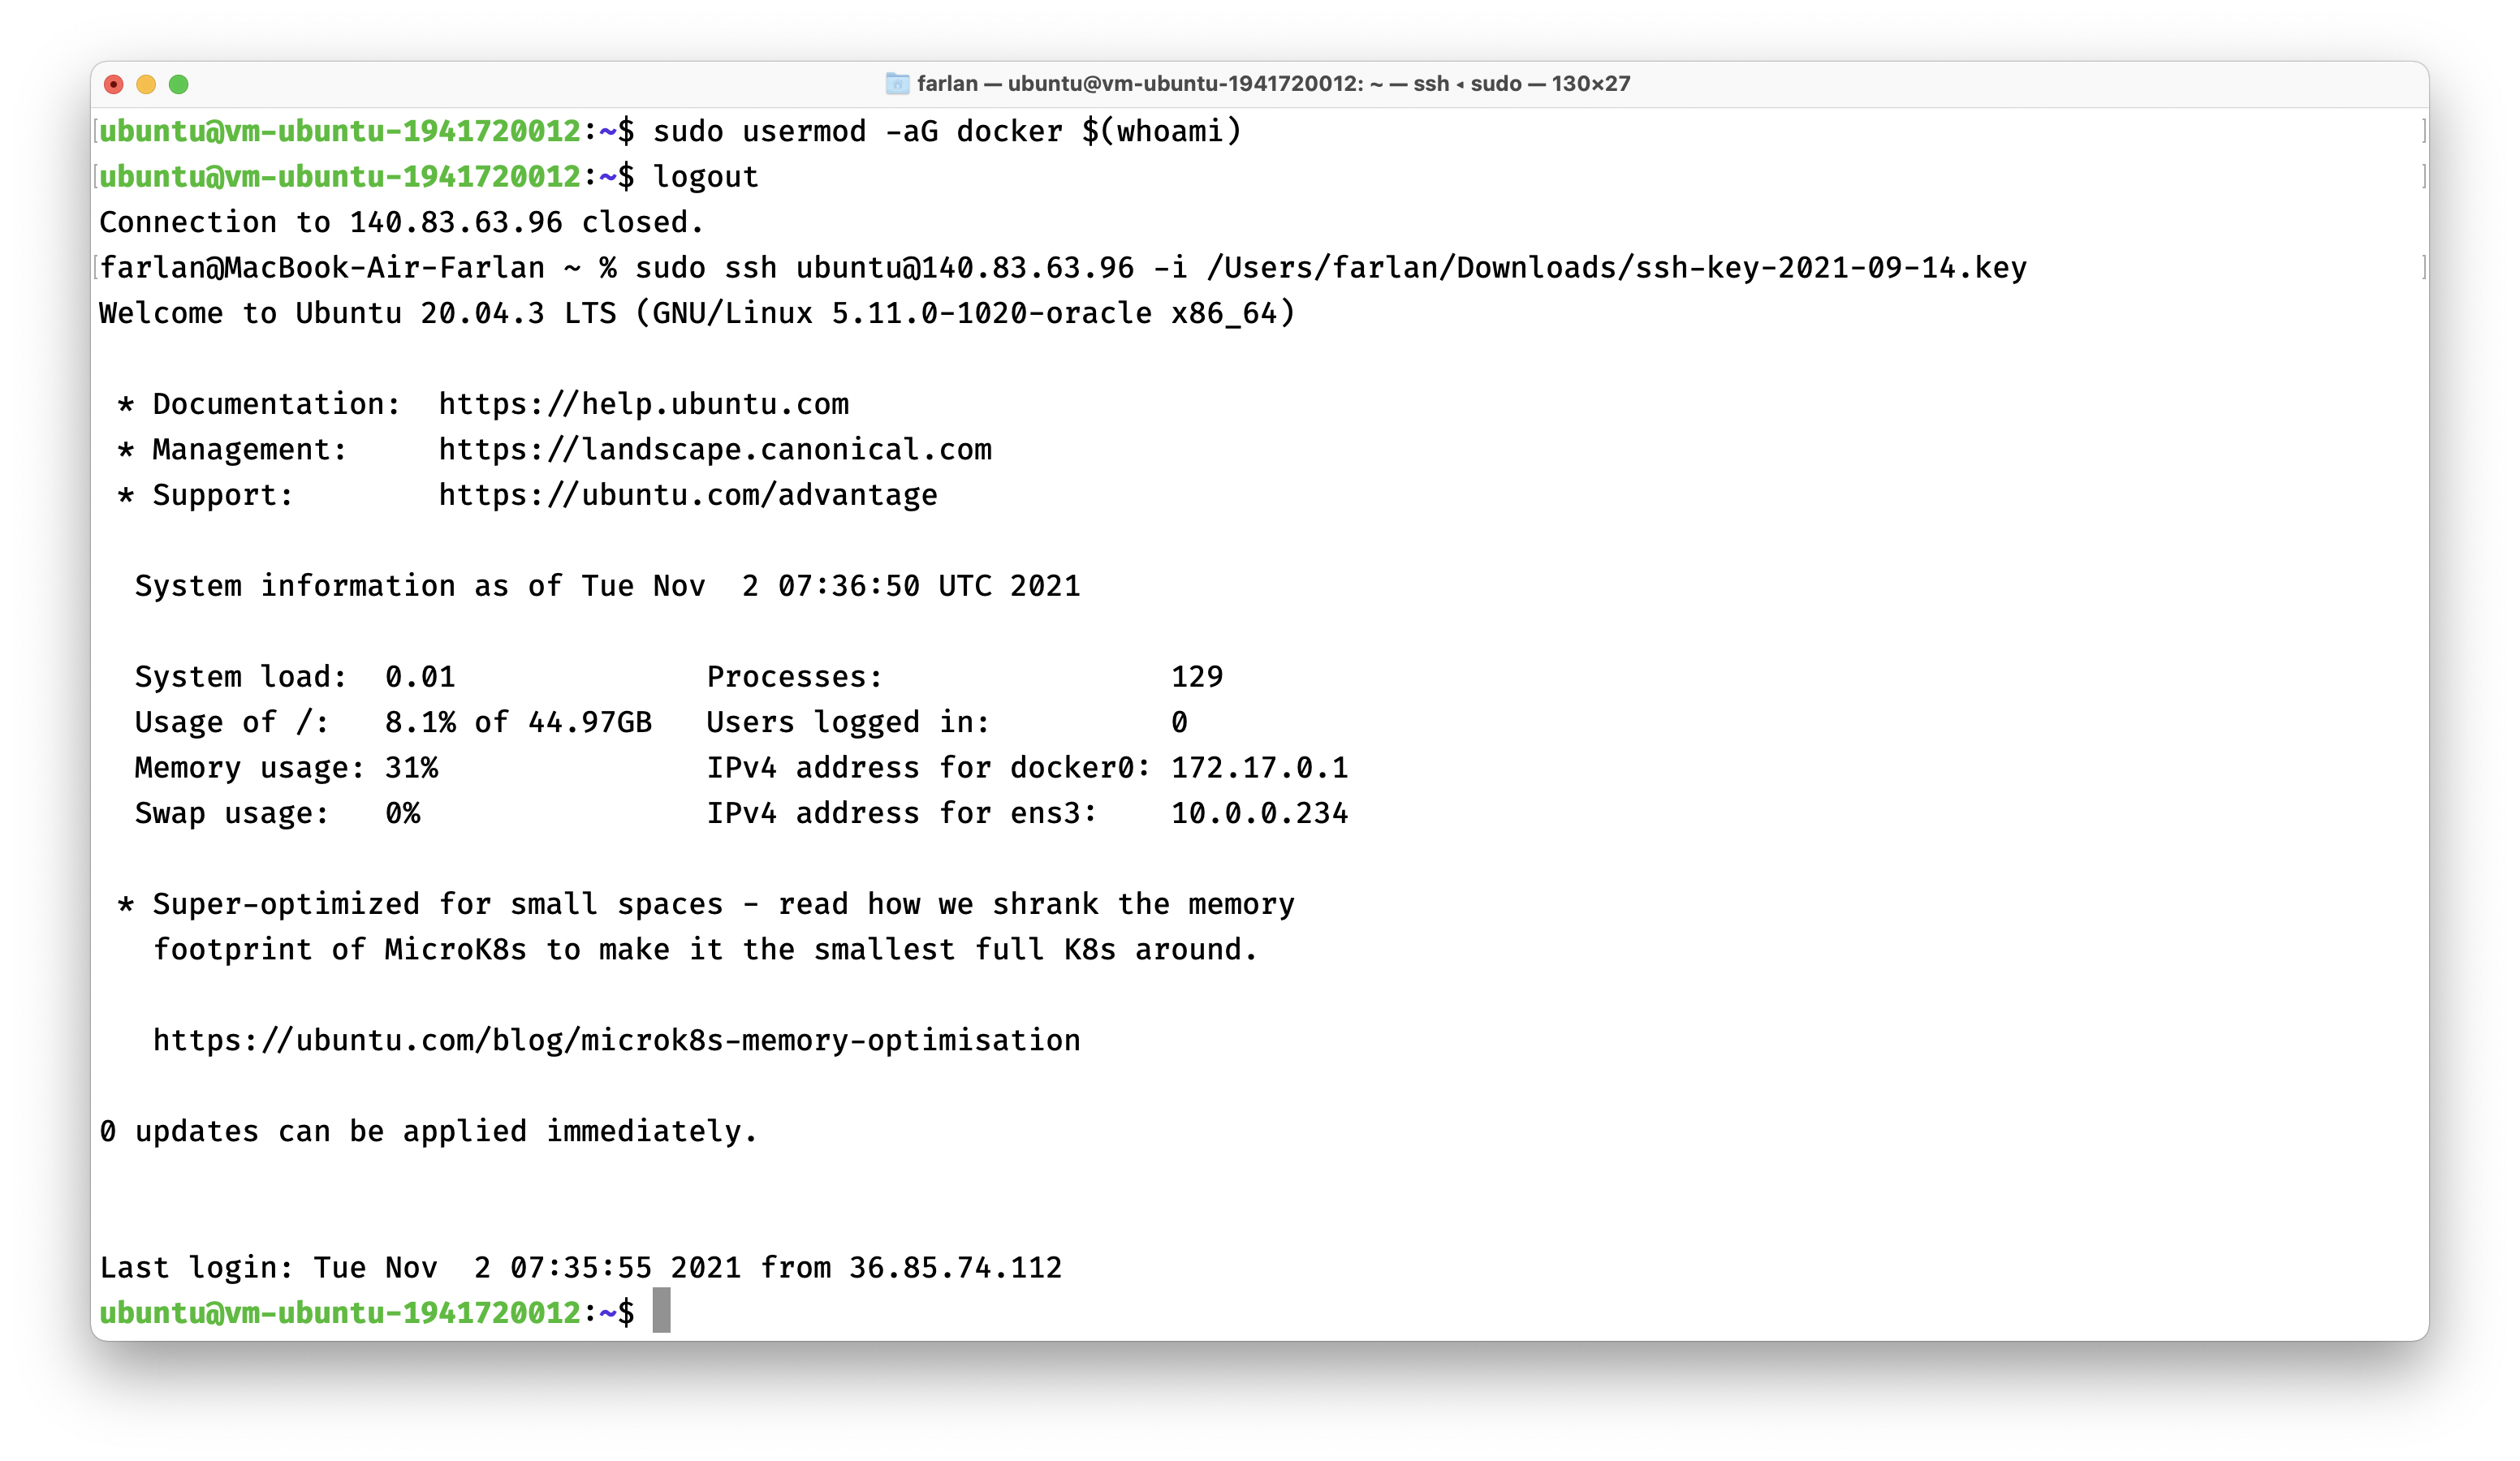 farlan — ubuntu@vm-ubuntu-1941720012: ~ — ssh ◂ sudo — 130×27
[ubuntu@vm-ubuntu-1941720012:~$ sudo usermod -aG docker $(whoami) ]
[ubuntu@vm-ubuntu-1941720012:~$ logout ]
Connection to 140.83.63.96 closed.
[farlan@MacBook-Air-Farlan ~ % sudo ssh ubuntu@140.83.63.96 -i /Users/farlan/Downloads/ssh-key-2021-09-14.key ]
Welcome to Ubuntu 20.04.3 LTS (GNU/Linux 5.11.0-1020-oracle x86_64)
* Documentation:  https://help.ubuntu.com
* Management:     https://landscape.canonical.com
* Support:        https://ubuntu.com/advantage
System information as of Tue Nov  2 07:36:50 UTC 2021
System load:  0.01              Processes:                129
Usage of /:   8.1% of 44.97GB   Users logged in:          0
Memory usage: 31%               IPv4 address for docker0: 172.17.0.1
Swap usage:   0%                IPv4 address for ens3:    10.0.0.234
* Super-optimized for small spaces - read how we shrank the memory
footprint of MicroK8s to make it the smallest full K8s around.
https://ubuntu.com/blog/microk8s-memory-optimisation
0 updates can be applied immediately.
Last login: Tue Nov  2 07:35:55 2021 from 36.85.74.112
ubuntu@vm-ubuntu-1941720012:~$